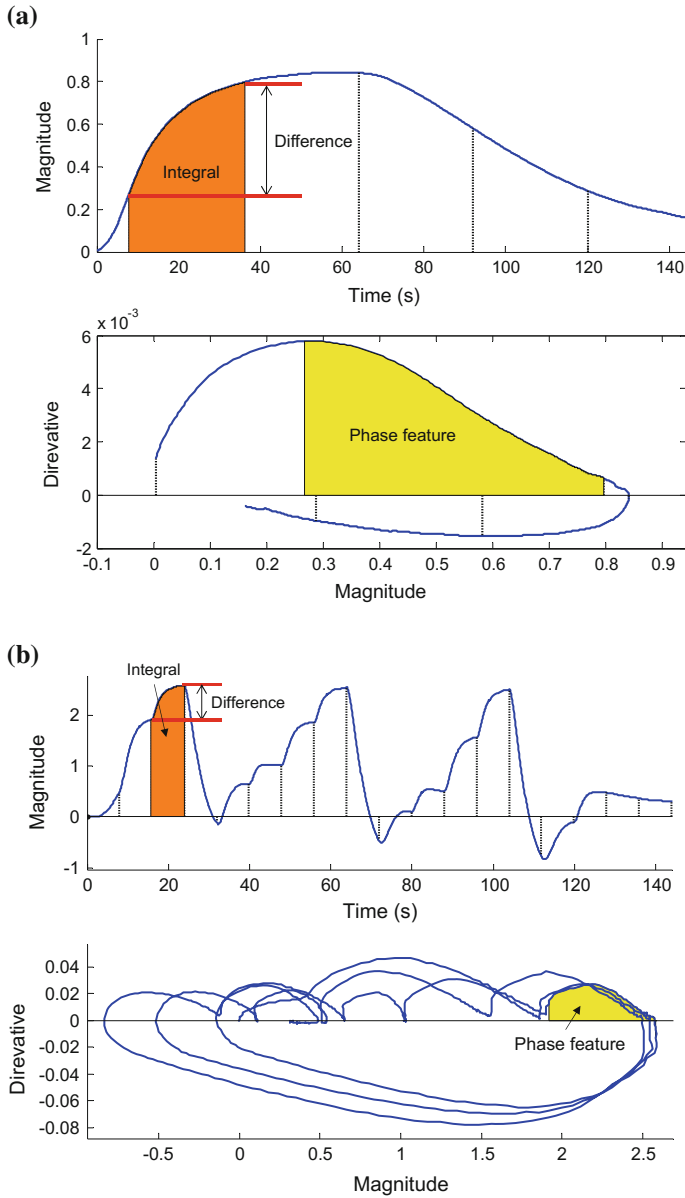 (a)
1
0.8
0.6
0.4
0.2
0
Magnitude
Integral
Difference
0 20 40 60 80 100 120 140
Time (s)
x 10⁻³
6
4
2
0
-2
Direvative
Phase feature
-0.1 0 0.1 0.2 0.3 0.4 0.5 0.6 0.7 0.8 0.9
Magnitude
(b)
Integral
Difference
2
1
0
-1
Magnitude
0 20 40 60 80 100 120 140
Time (s)
0.04
0.02
0
-0.02
-0.04
-0.06
-0.08
Direvative
Phase feature
-0.5 0 0.5 1 1.5 2 2.5
Magnitude